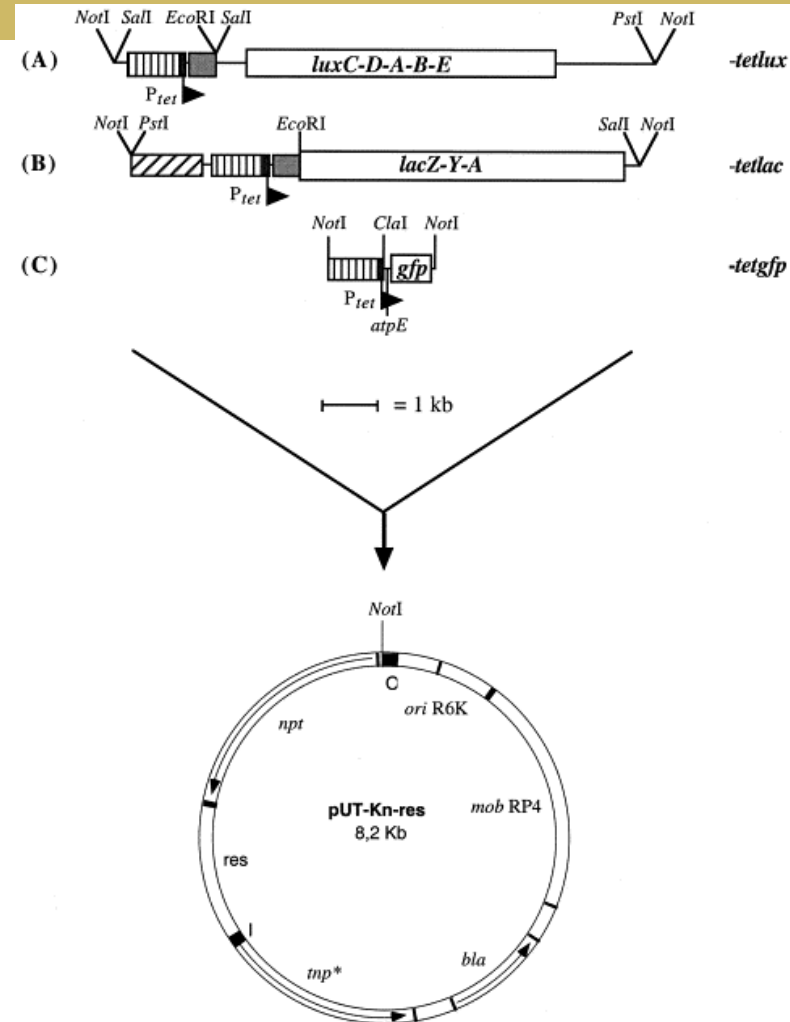 NotI SalI EcoRI SalI PstI NotI
(A) luxC-D-A-B-E -tetlux
Ptet
NotI PstI EcoRI SalI NotI
(B) lacZ-Y-A -tetlac
Ptet
NotI ClaI NotI
(C) gfp -tetgfp
Ptet
atpE
= 1 kb
NotI
O
ori R6K
npt
mob RP4
pUT-Kn-res
8,2 Kb
res
I
bla
tnp*